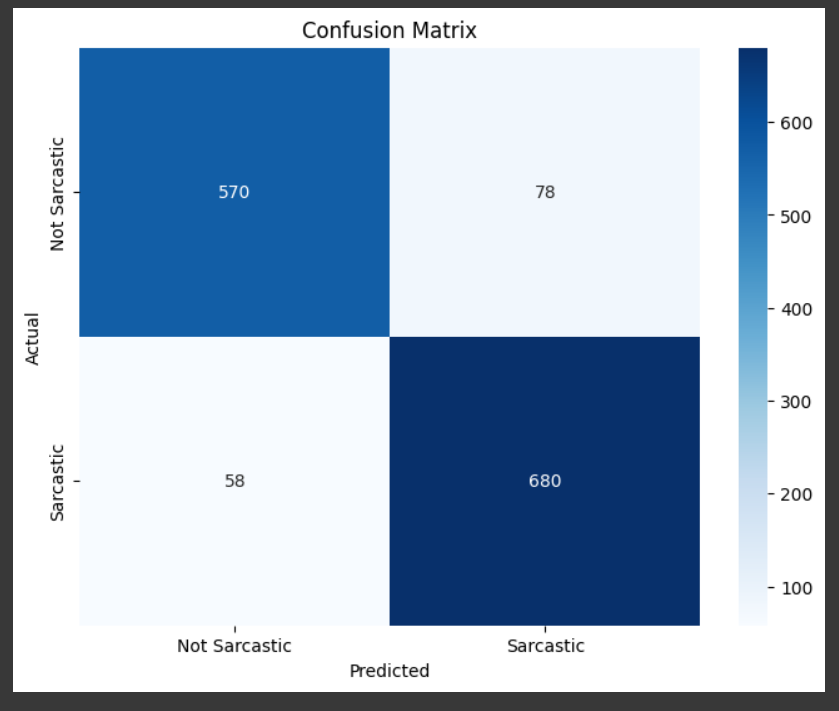 Confusion Matrix
Actual
Not Sarcastic
Sarcastic
570
78
58
680
Not Sarcastic
Sarcastic
Predicted
600
500
400
300
200
100